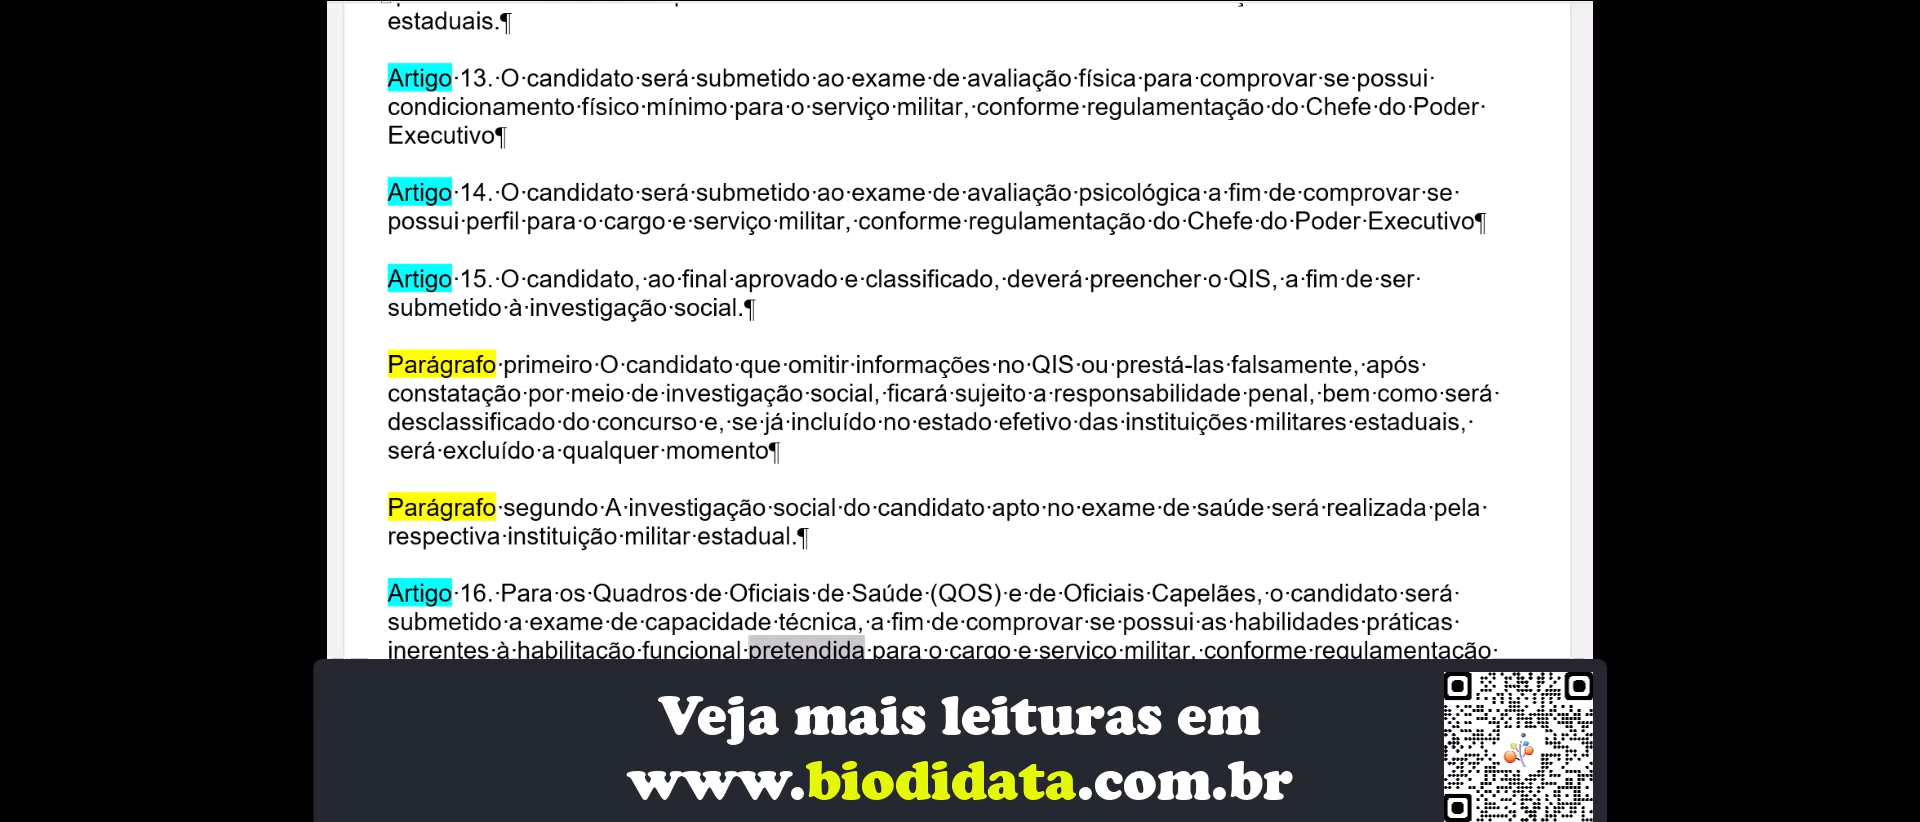 estaduais.¶
Artigo·13.·O·candidato·será·submetido·ao·exame·de·avaliação·física·para·comprovar·se·possui·
condicionamento·físico·mínimo·para·o·serviço·militar,·conforme·regulamentação·do·Chefe·do·Poder·
Executivo¶
Artigo·14.·O·candidato·será·submetido·ao·exame·de·avaliação·psicológica·a·fim·de·comprovar·se·
possui·perfil·para·o·cargo·e·serviço·militar,·conforme·regulamentação·do·Chefe·do·Poder·Executivo¶
Artigo·15.·O·candidato,·ao·final·aprovado·e·classificado,·deverá·preencher·o·QIS,·a·fim·de·ser·
submetido·à·investigação·social.¶
Parágrafo·primeiro·O·candidato·que·omitir·informações·no·QIS·ou·prestá-las·falsamente,·após·
constatação·por·meio·de·investigação·social,·ficará·sujeito·a·responsabilidade·penal,·bem·como·será·
desclassificado·do·concurso·e,·se·já·incluído·no·estado·efetivo·das·instituições·militares·estaduais,·
será·excluído·a·qualquer·momento¶
Parágrafo·segundo·A·investigação·social·do·candidato·apto·no·exame·de·saúde·será·realizada·pela·
respectiva·instituição·militar·estadual.¶
Artigo·16.·Para·os·Quadros·de·Oficiais·de·Saúde·(QOS)·e·de·Oficiais·Capelães,·o·candidato·será·
submetido·a·exame·de·capacidade·técnica,·a·fim·de·comprovar·se·possui·as·habilidades·práticas·
inerentes·à·habilitação·funcional·pretendida·para·o·cargo·e·serviço·militar,·conforme·regulamentação·
Veja mais leituras em
www.biodidata.com.br